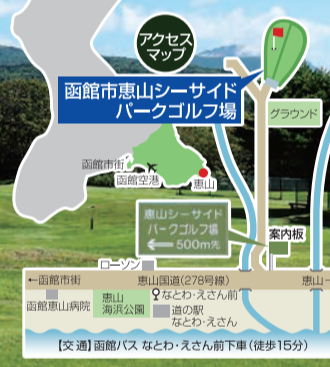 アクセス
マップ
函館市恵山シーサイド
パークゴルフ場
グラウンド
函館市街
函館空港
恵山
恵山シーサイド
パークゴルフ場
←500m先
案内板
ローソン
←函館市街
恵山国道(278号線)
恵山→
函館恵山病院
恵山
海浜公園
なとわ・えさん前
道の駅
なとわ・えさん
【交通】函館バス なとわ・えさん前下車(徒歩15分)